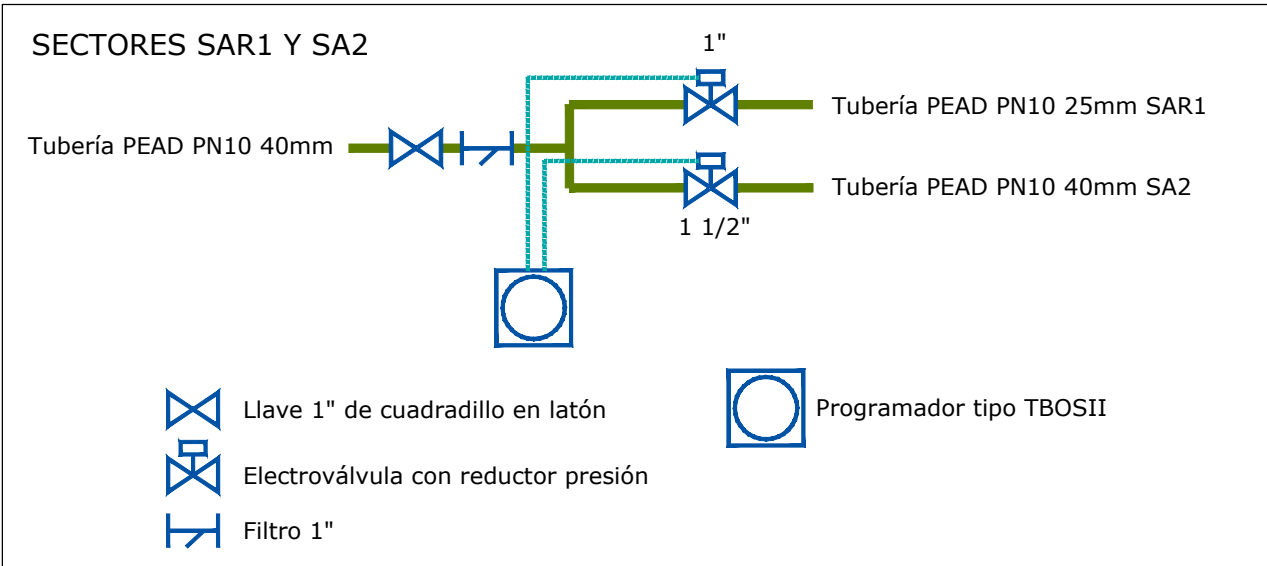 SECTORES SAR1 Y SA2
1"
Tubería PEAD PN10 25mm SAR1
Tubería PEAD PN10 40mm
Tubería PEAD PN10 40mm SA2
1 1/2"
Llave 1" de cuadradillo en latón
Programador tipo TBOSII
Electroválvula con reductor presión
Filtro 1"